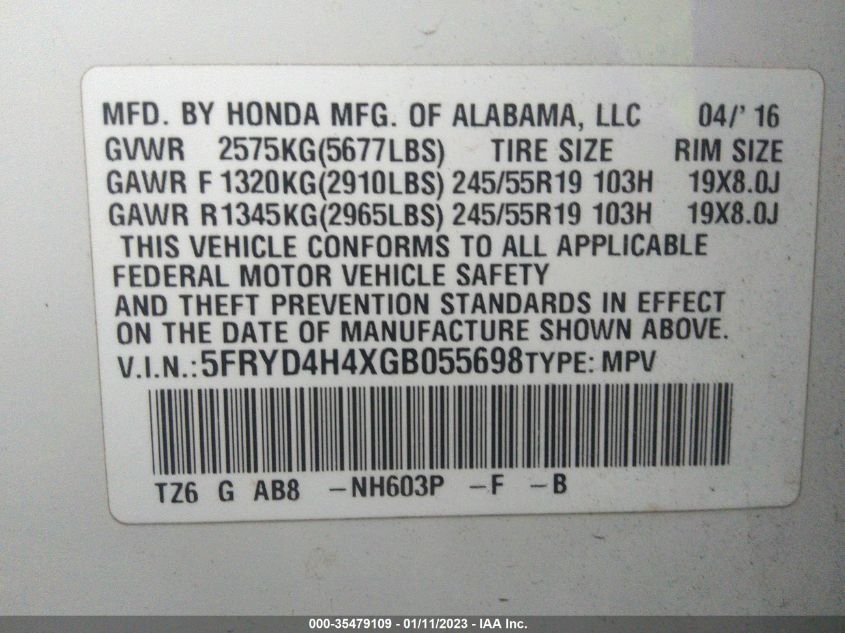 MFD. BY HONDA MFG. OF ALABAMA, LLC 04/' 16
GVWR 2575KG(5677LBS) TIRE SIZE RIM SIZE
GAWR F 1320KG(2910LBS) 245/55R19 103H 19X8.0J
GAWR R 1345KG(2965LBS) 245/55R19 103H 19X8.0J
THIS VEHICLE CONFORMS TO ALL APPLICABLE
FEDERAL MOTOR VEHICLE SAFETY
AND THEFT PREVENTION STANDARDS IN EFFECT
ON THE DATE OF MANUFACTURE SHOWN ABOVE.
V.I.N.:5FRYD4H4XGB055698 TYPE: MPV
TZ6 G AB8 -NH603P -F -B
000-35479109 - 01/11/2023 - IAA Inc.